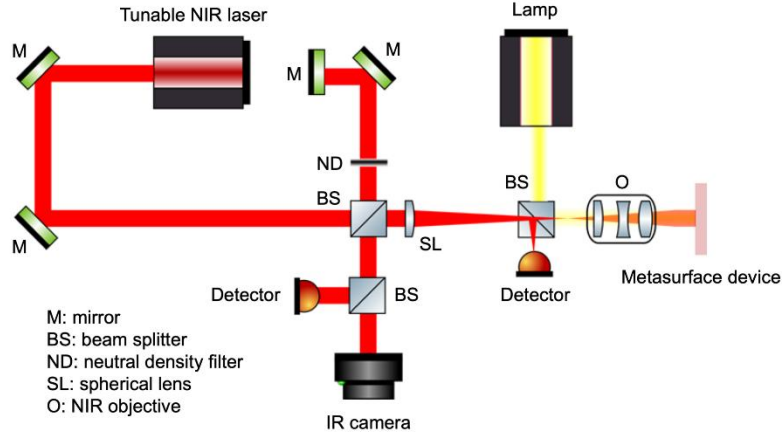 Tunable NIR laser
Lamp
M
M
M
ND
BS
BS
O
M
SL
Detector
BS
Detector
Metasurface device
M: mirror
BS: beam splitter
ND: neutral density filter
SL: spherical lens
O: NIR objective
IR camera